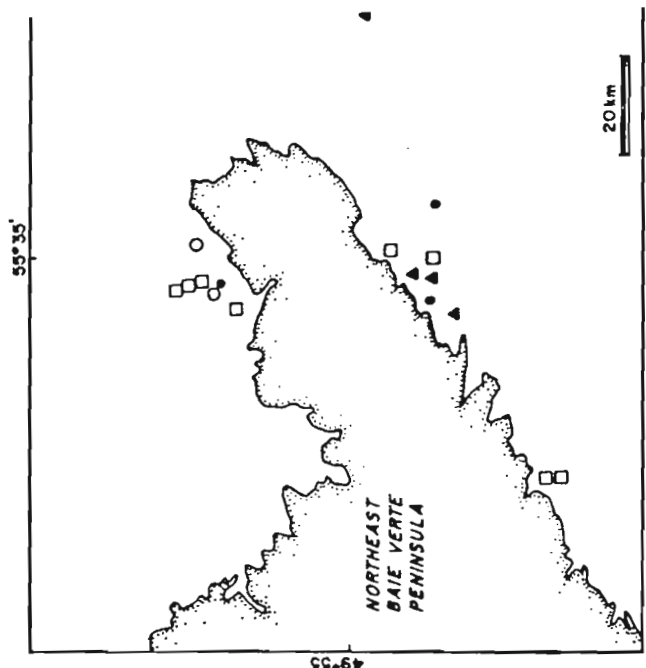 55° 35'
20 km
NORTHEAST
BAIE VERTE
PENINSULA
49° 55'